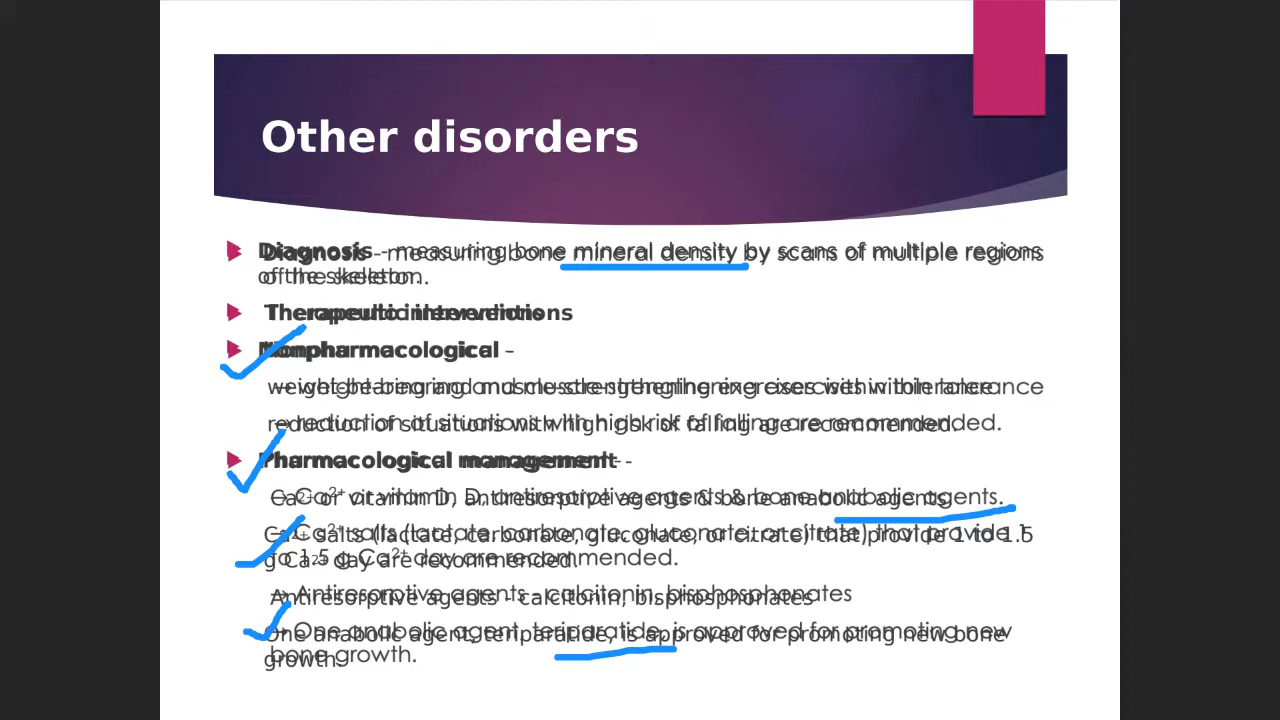 Other disorders
Diagnosis - measuring bone mineral density by scans of multiple regions
of the skeleton.
Therapeutic interventions
Nonpharmacological –
weight-bearing and muscle-strengthening exercises within tolerance
reduction of situations with high risk of falling are recommended.
Pharmacological management -
Ca2+ or vitamin D, antiresorptive agents & bone anabolic agents.
Ca2+ salts (lactate, carbonate, gluconate, or citrate) that provide 1 to 1.5
g Ca2+ day are recommended.
Antiresorptive agents - calcitonin, bisphosphonates
One anabolic agent, teriparatide, is approved for promoting new bone
growth.